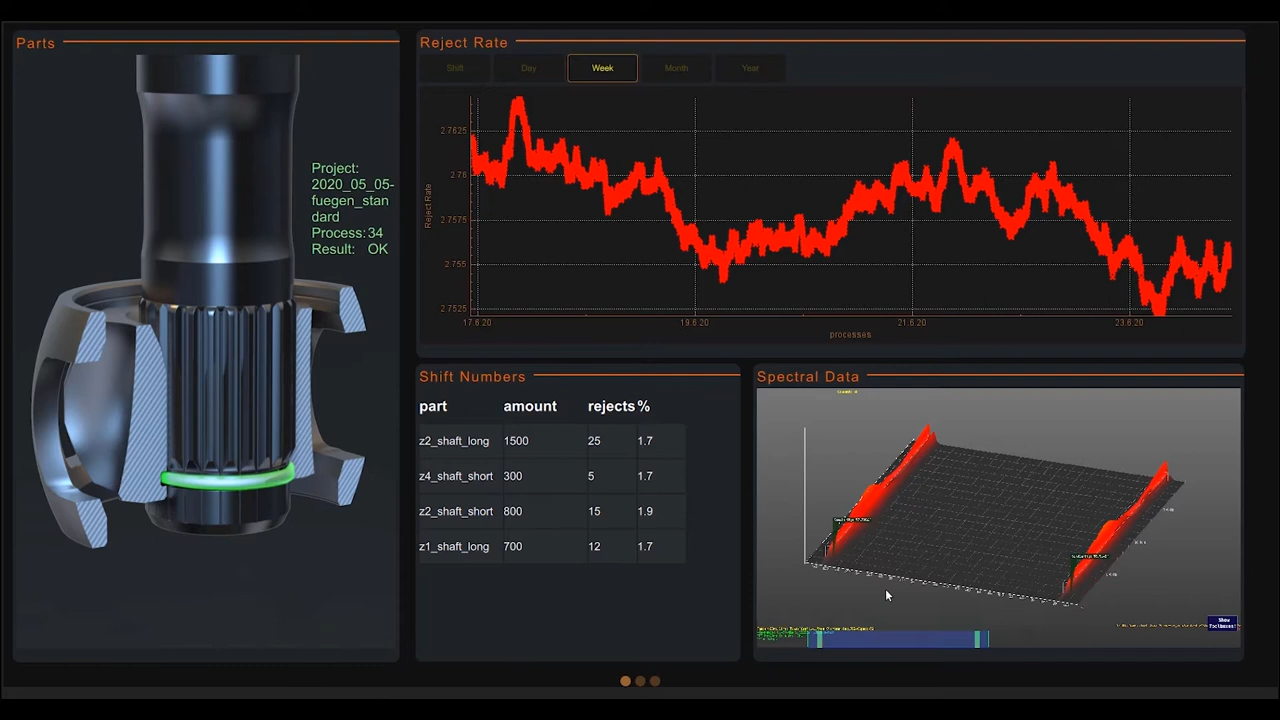 Parts
Project:
2020_05_05-
fuegen_stan
dard
Process: 34
Result: OK
Reject Rate
Shift Day Week Month Year
Reject Rate
2.7625
2.76
2.7575
2.755
2.7525
17.6.20 19.6.20 21.6.20 23.6.20
processes
Shift Numbers
part amount rejects %
z2_shaft_long 1500 25 1.7
z4_shaft_short 300 5 1.7
z2_shaft_short 800 15 1.9
z1_shaft_long 700 12 1.7
Spectral Data
Show